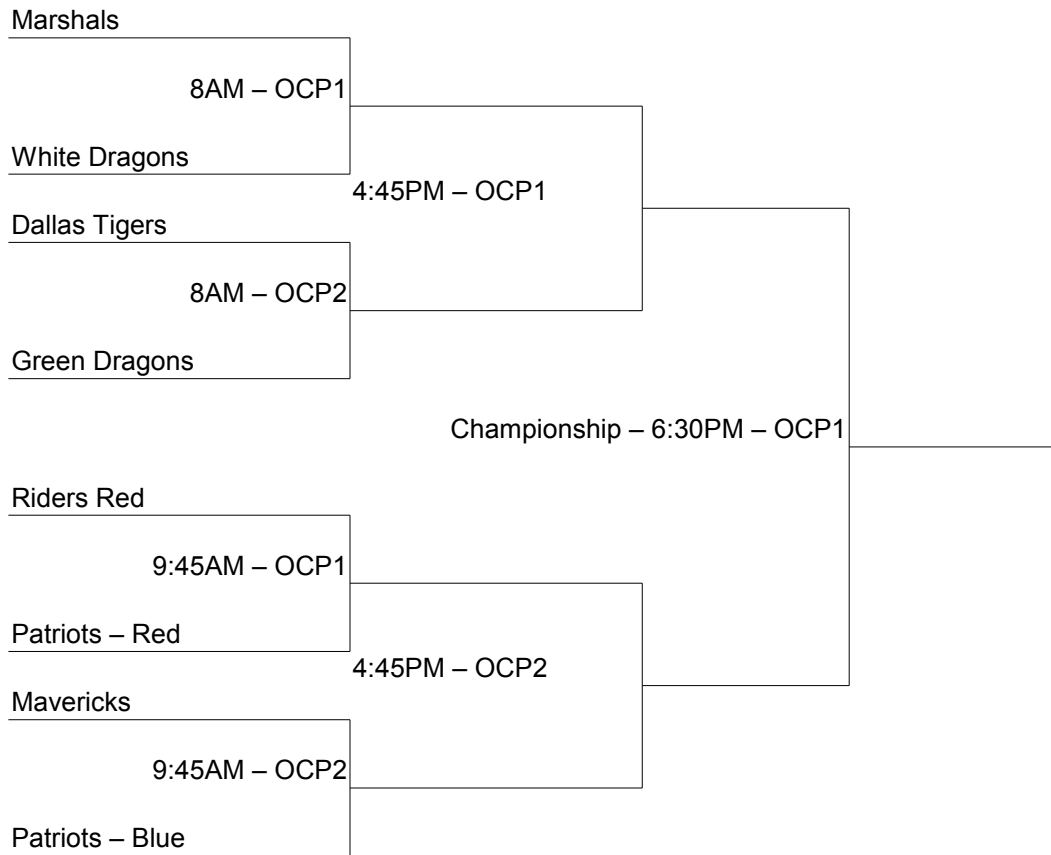 Marshals
8AM – OCP1
White Dragons
4:45PM – OCP1
Dallas Tigers
8AM – OCP2
Green Dragons
Championship – 6:30PM – OCP1
Riders Red
9:45AM – OCP1
Patriots – Red
4:45PM – OCP2
Mavericks
9:45AM – OCP2
Patriots – Blue